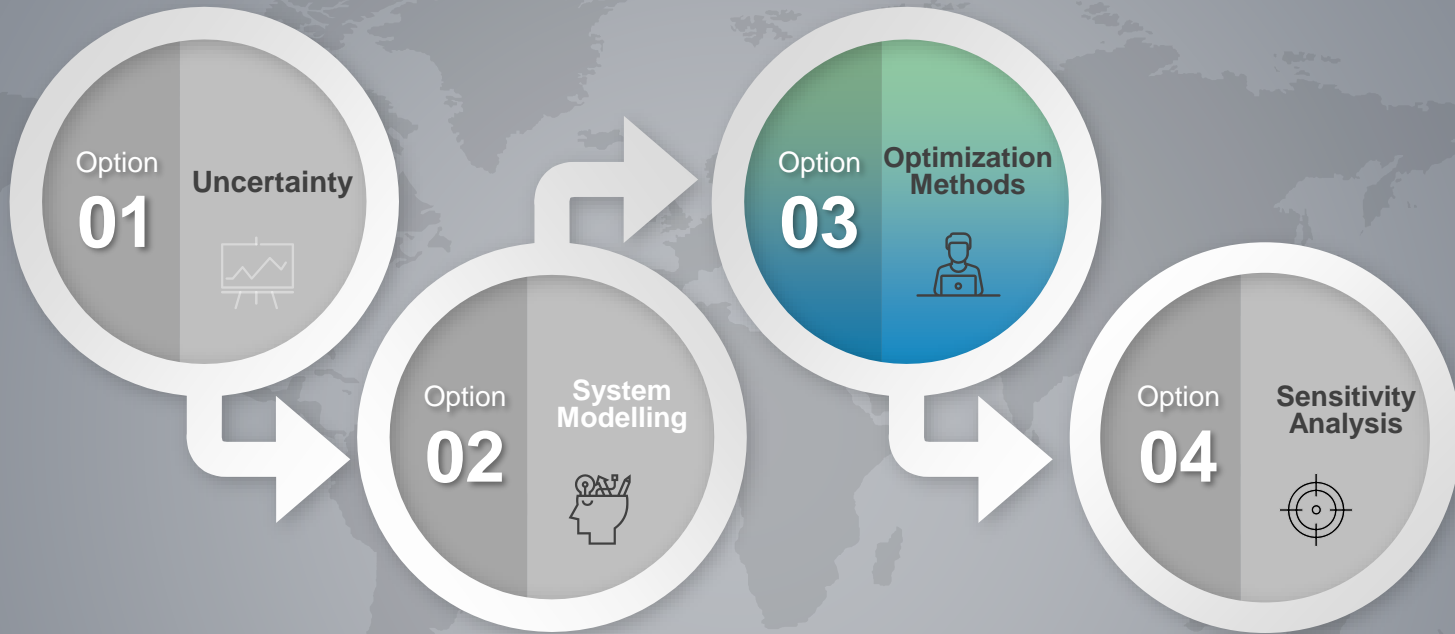 Option
01
Uncertainty
Option
02
System
Modelling
Option
03
Optimization
Methods
Option
04
Sensitivity
Analysis